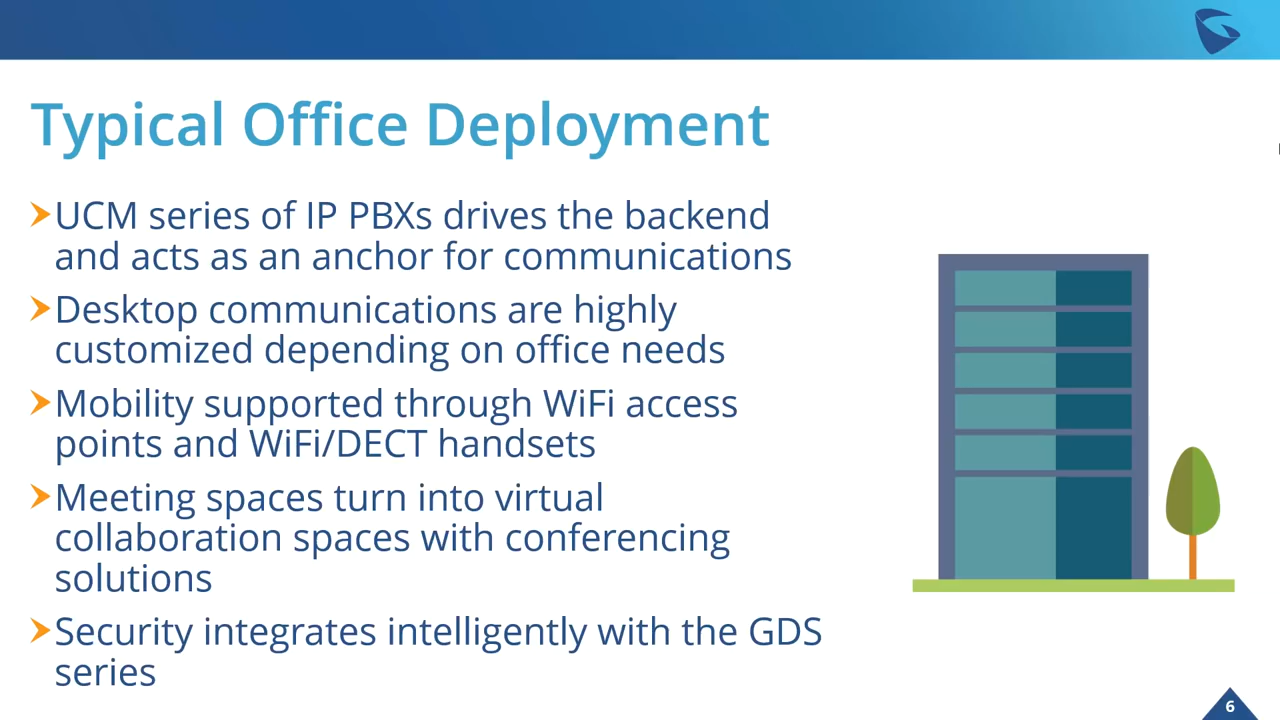 Typical Office Deployment
UCM series of IP PBXs drives the backend
and acts as an anchor for communications
Desktop communications are highly
customized depending on office needs
Mobility supported through WiFi access
points and WiFi/DECT handsets
Meeting spaces turn into virtual
collaboration spaces with conferencing
solutions
Security integrates intelligently with the GDS
series
6